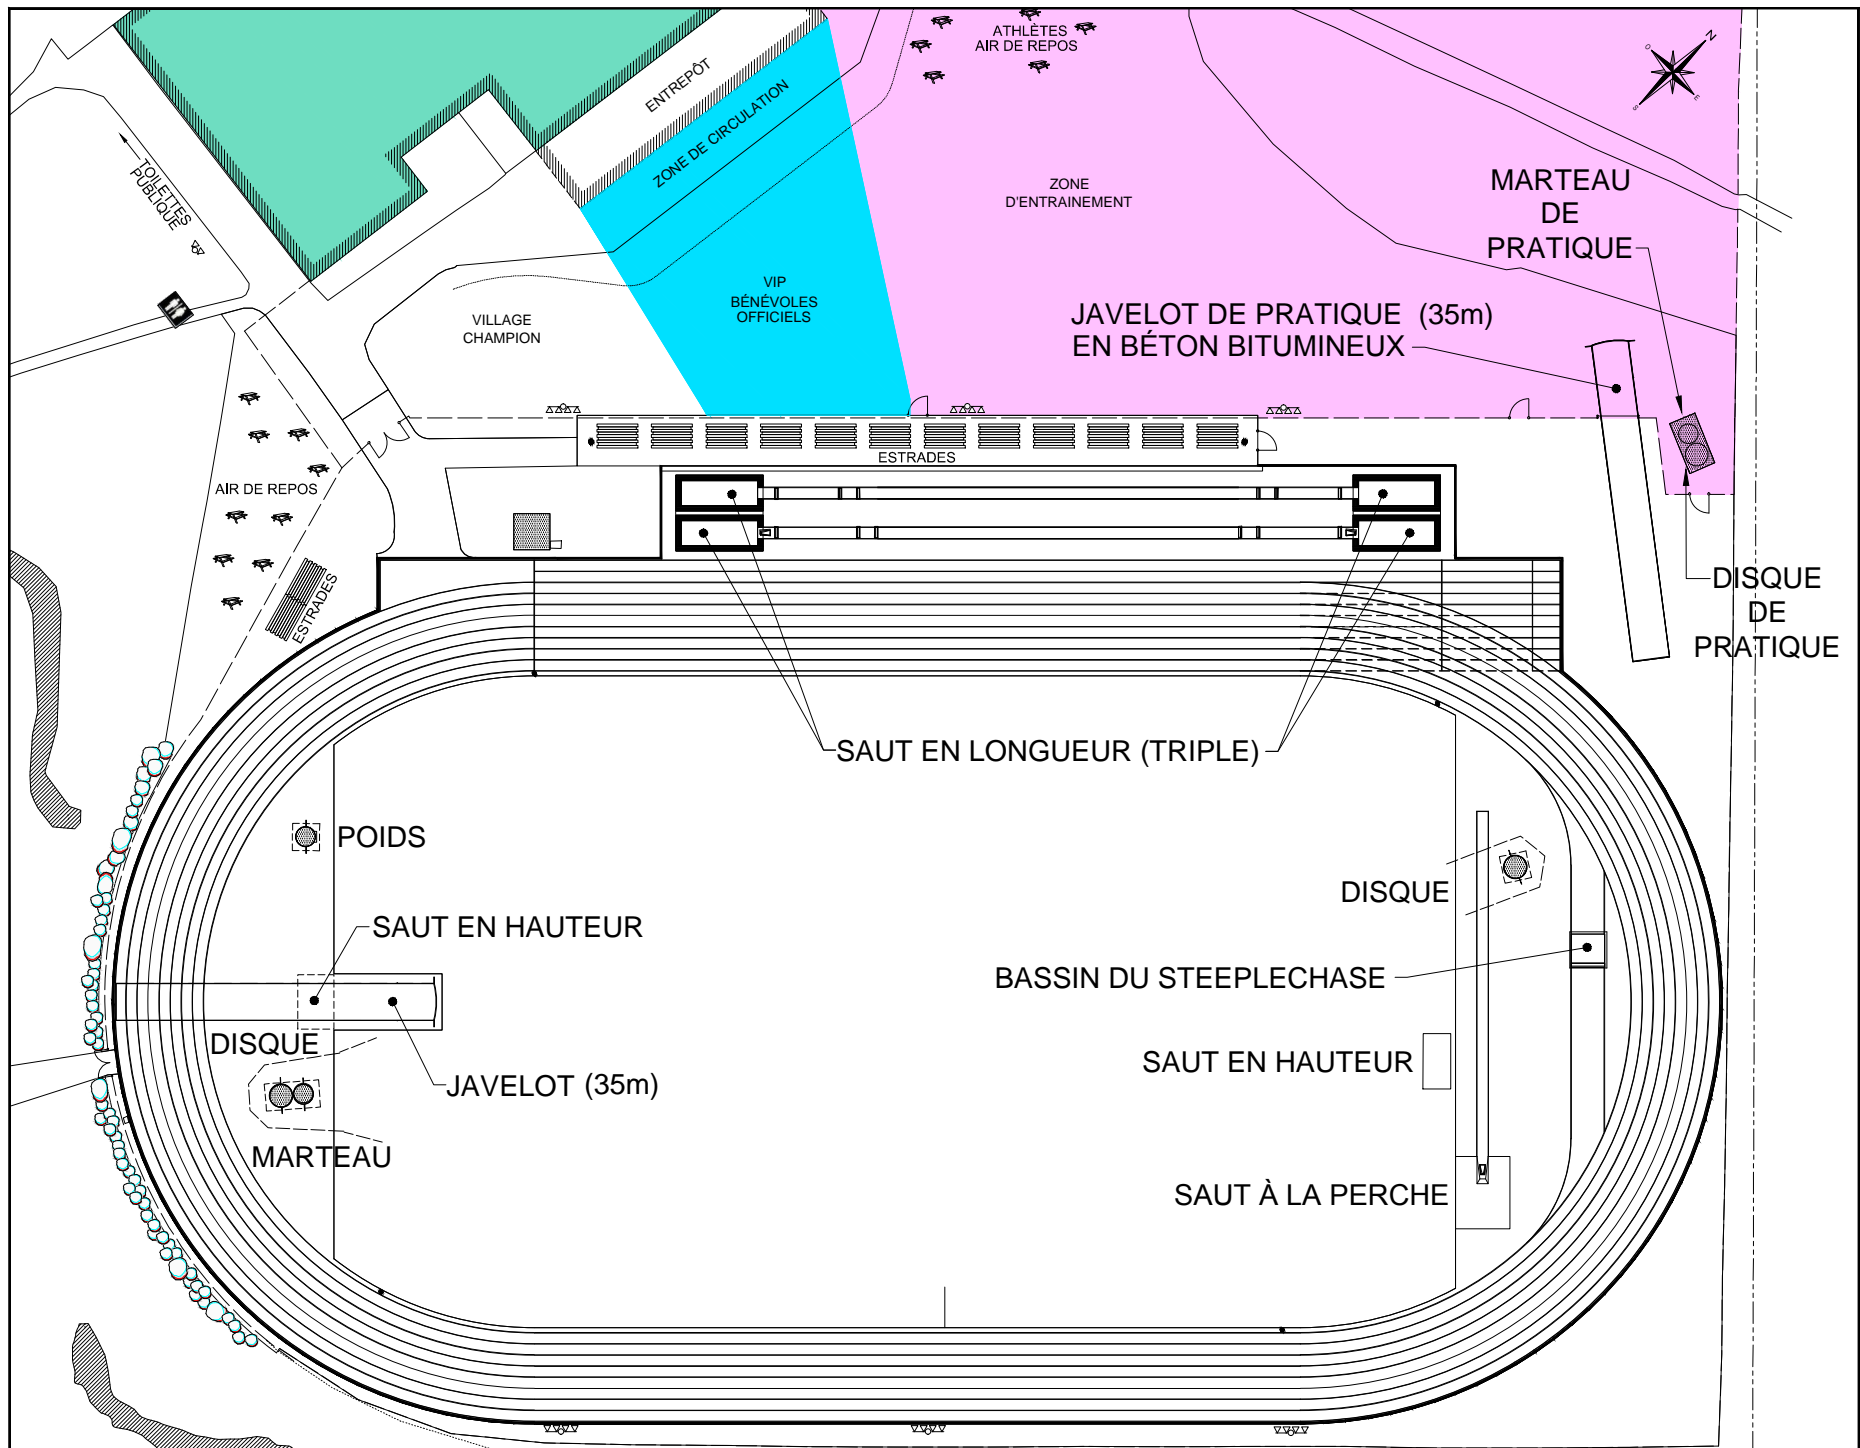 ATHLÈTES
AIR DE REPOS
N
O
E
S
ENTREPÔT
ZONE DE CIRCULATION
TOILETTES
PUBLIQUE
ZONE
D'ENTRAINEMENT
MARTEAU
DE
PRATIQUE
VIP
BÉNÉVOLES
OFFICIELS
VILLAGE
CHAMPION
JAVELOT DE PRATIQUE (35m)
EN BÉTON BITUMINEUX
ESTRADES
AIR DE REPOS
ESTRADES
DISQUE
DE
PRATIQUE
SAUT EN LONGUEUR (TRIPLE)
POIDS
DISQUE
SAUT EN HAUTEUR
BASSIN DU STEEPLECHASE
DISQUE
SAUT EN HAUTEUR
JAVELOT (35m)
MARTEAU
SAUT À LA PERCHE